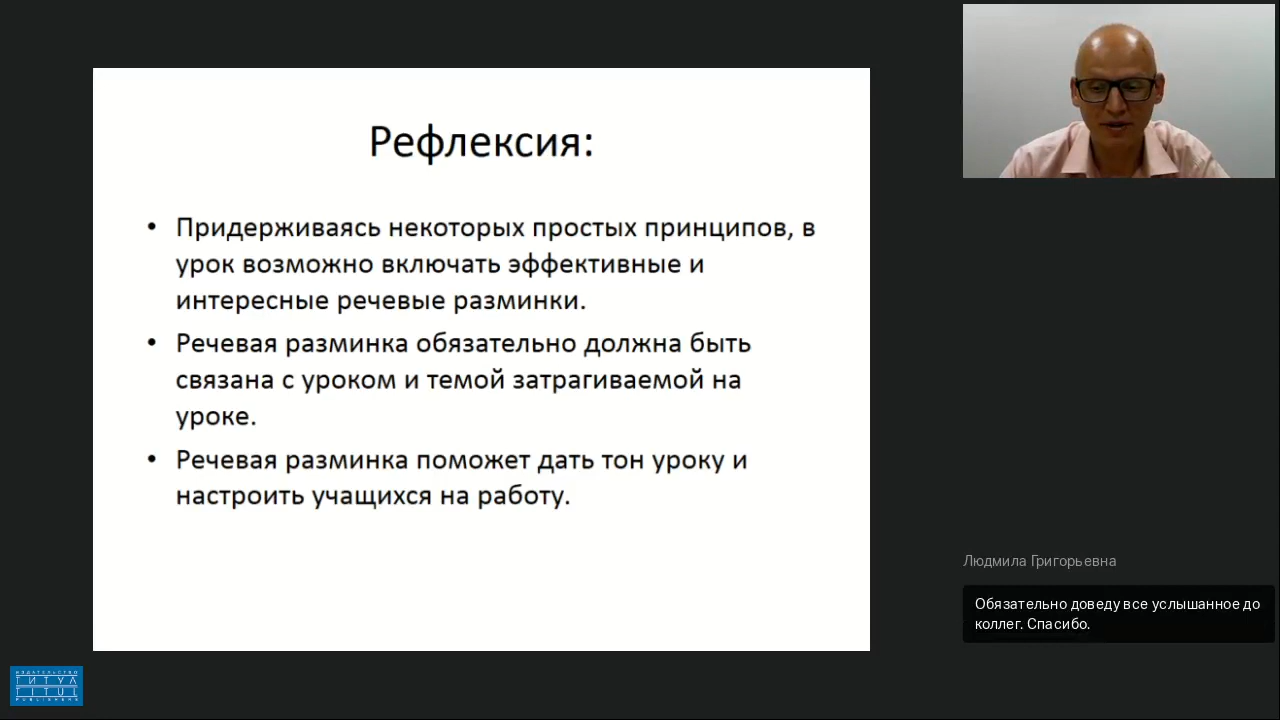 Рефлексия:
• Придерживаясь некоторых простых принципов, в
урок возможно включать эффективные и
интересные речевые разминки.
• Речевая разминка обязательно должна быть
связана с уроком и темой затрагиваемой на
уроке.
• Речевая разминка поможет дать тон уроку и
настроить учащихся на работу.
Людмила Григорьевна
Обязательно доведу все услышанное до
коллег. Спасибо.
ИЗДАТЕЛЬСТВО
ТИТУЛ
TITUL
PUBLISHERS